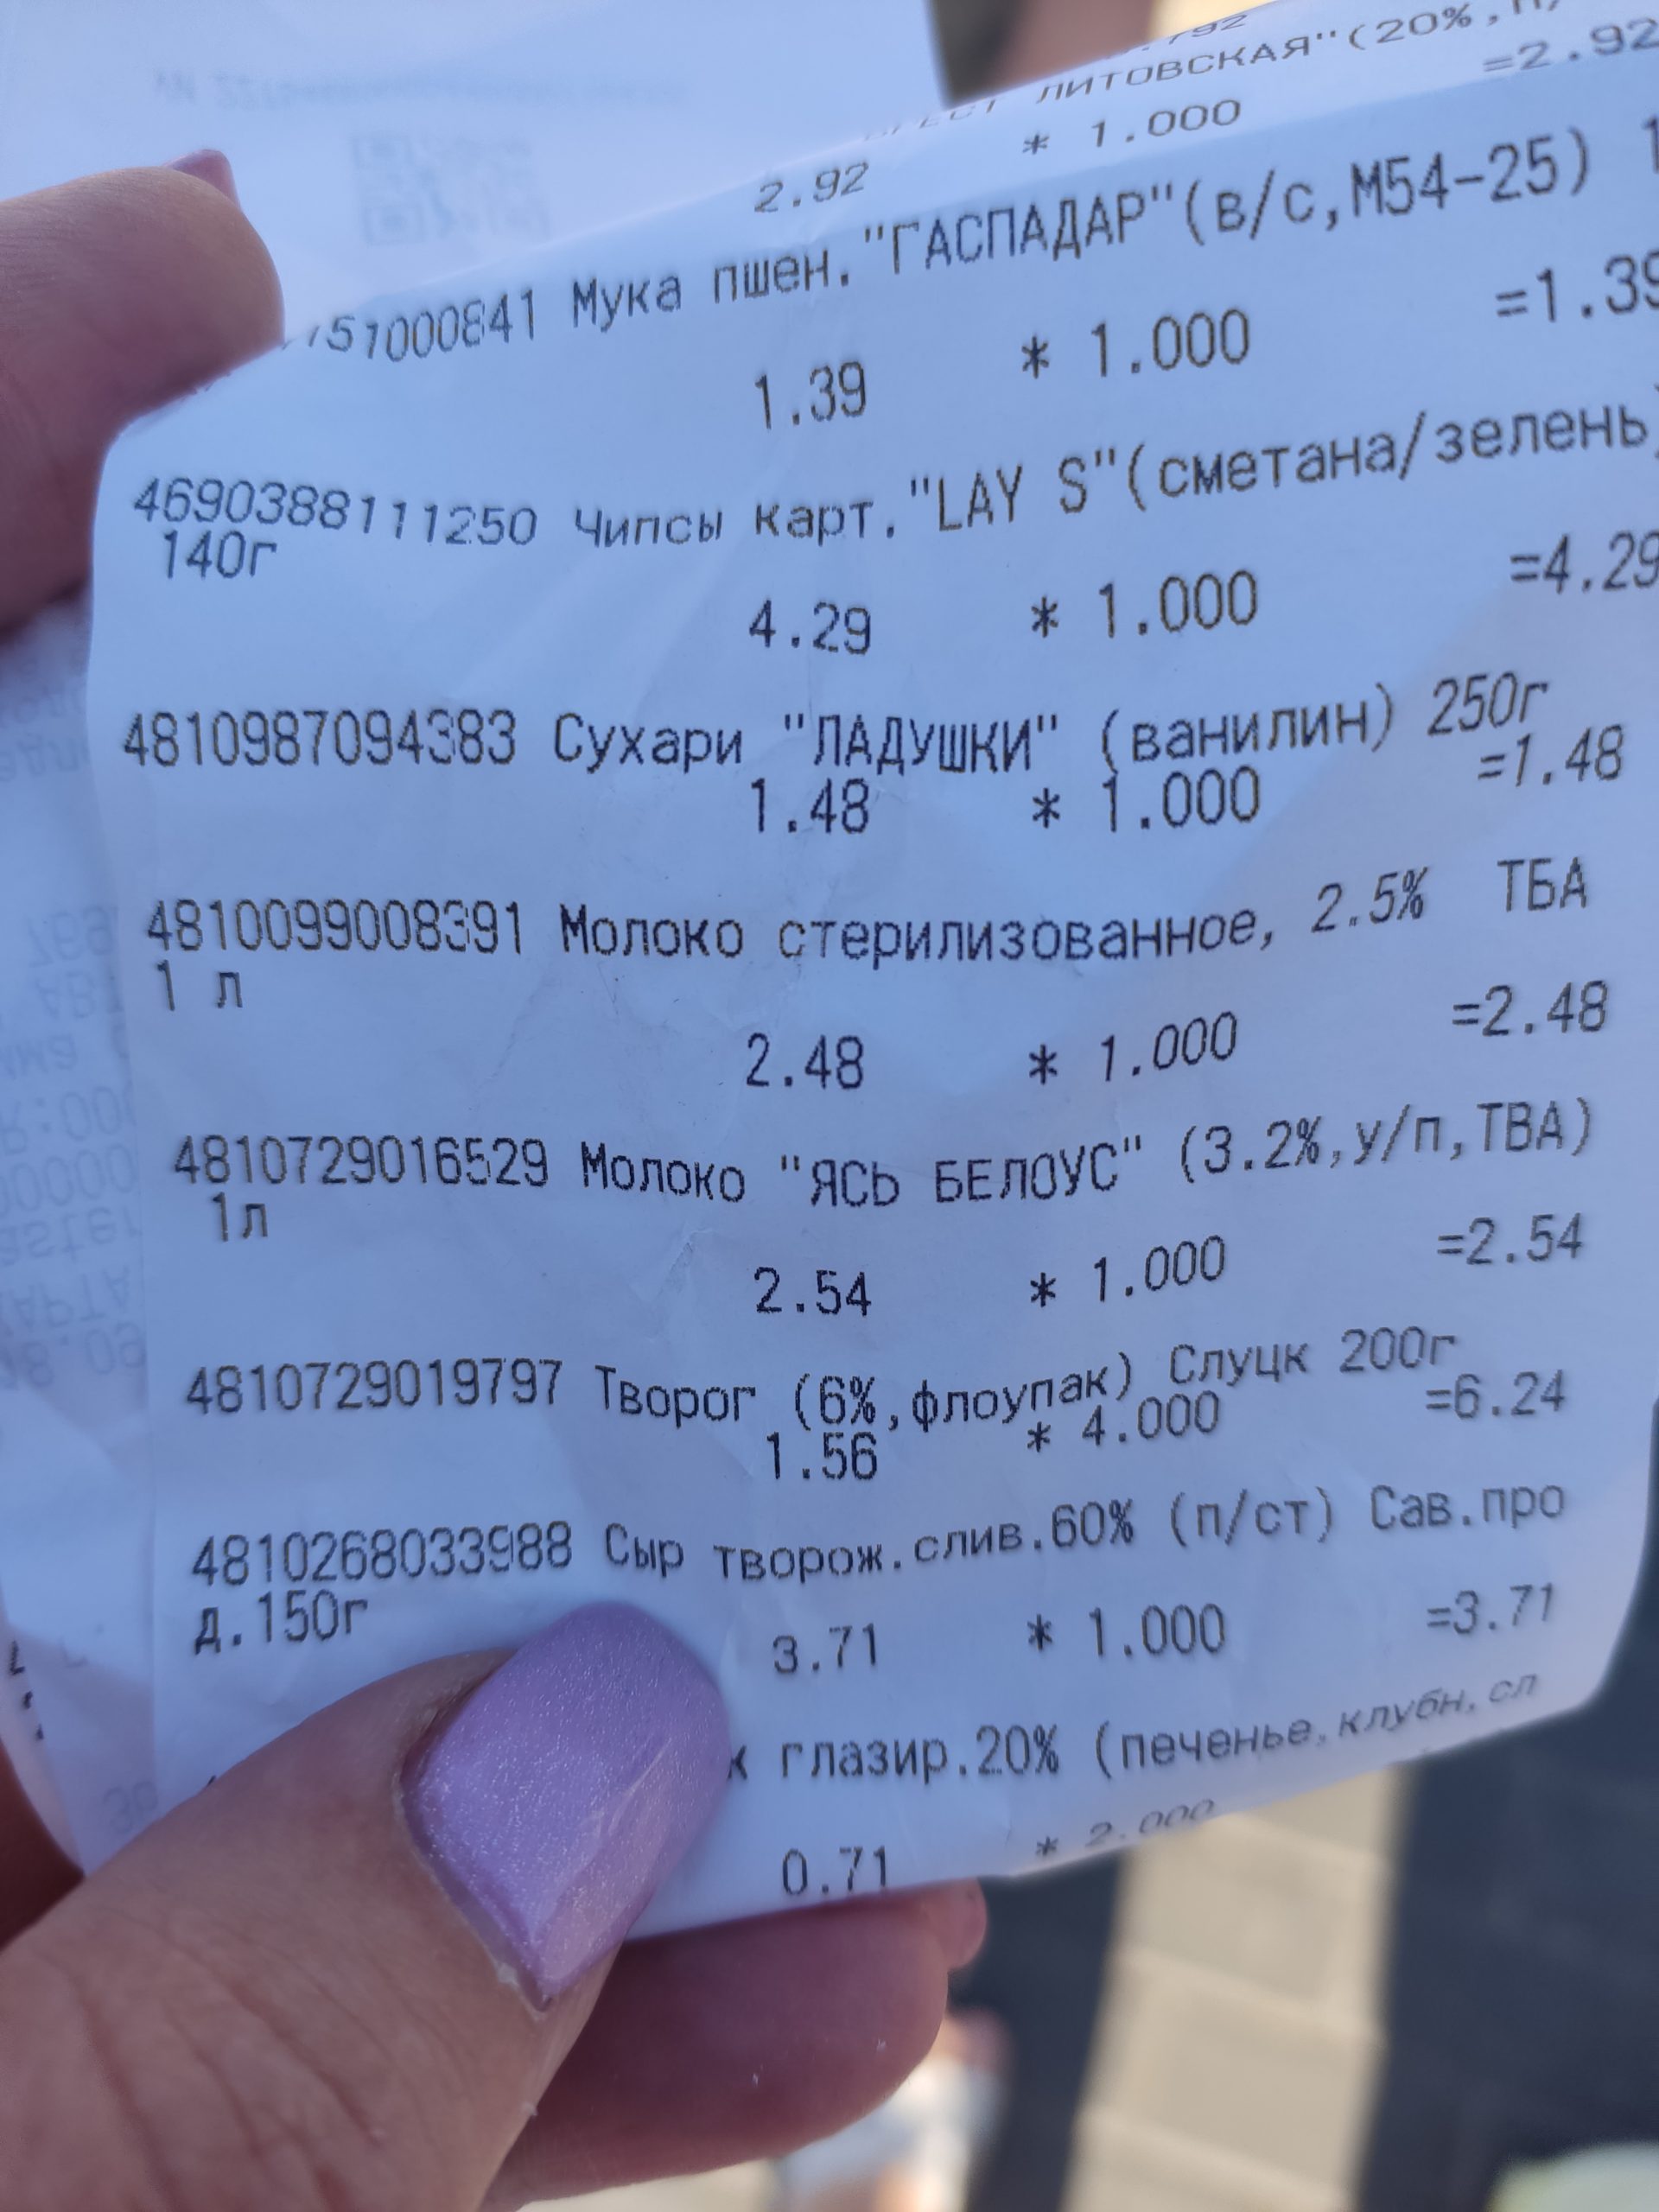 ЛИТОВСКАЯ"(20%
2.92 * 1.000 =2.92
51000841 Мука пшен."ГАСПАДАР"(в/с,М54-25)
1.39 * 1.000 =1.39
4690388111250 Чипсы карт."LAY S"(сметана/зелень)
140г
4.29 * 1.000 =4.29
4810987094383 Сухари "ЛАДУШКИ" (ванилин) 250г
1.48 * 1.000 =1.48
4810099008391 Молоко стерилизованное, 2.5% ТБА
1 л
2.48 * 1.000 =2.48
4810729016529 Молоко "ЯСЬ БЕЛОУС" (3.2%,у/п,ТВА)
1л
2.54 * 1.000 =2.54
4810729019797 Творог (6%,флоупак) Слуцк 200г
1.56 * 4.000 =6.24
4810268033988 Сыр творож.слив.60% (п/ст) Сав.про
д.150г
3.71 * 1.000 =3.71
к глазир.20% (печенье,клубн,сл
0.71 * 2.000